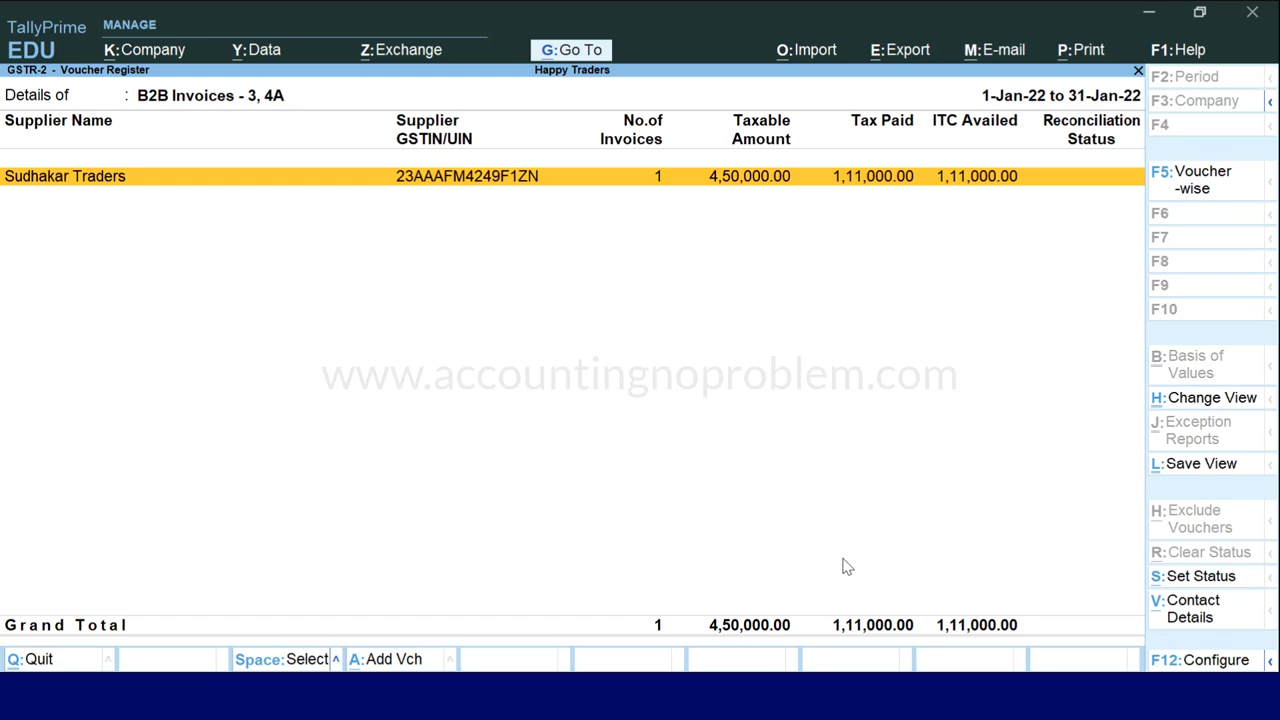 TallyPrime MANAGE
EDU K:Company Y:Data Z:Exchange G:Go To O:Import E:Export M:E-mail P:Print F1:Help
GSTR-2 - Voucher Register Happy Traders
Details of : B2B Invoices - 3, 4A 1-Jan-22 to 31-Jan-22
Supplier Name Supplier No.of Taxable Tax Paid ITC Availed Reconciliation
GSTIN/UIN Invoices Amount Status
Sudhakar Traders 23AAAFM4249F1ZN 1 4,50,000.00 1,11,000.00 1,11,000.00
www.accountingnoproblem.com
Grand Total 1 4,50,000.00 1,11,000.00 1,11,000.00
Q:Quit Space:Select A:Add Vch
F2:Period
F3:Company
F4
F5:Voucher
-wise
F6
F7
F8
F9
F10
B:Basis of
Values
H:Change View
J:Exception
Reports
L:Save View
H:Exclude
Vouchers
R:Clear Status
S:Set Status
V:Contact
Details
F12:Configure